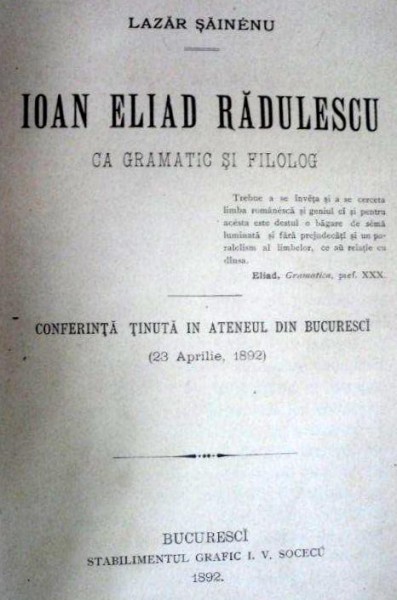 LAZĂR ȘĂINÉNU
IOAN ELIAD RĂDULESCU
CA GRAMATIC ȘI FILOLOG
Trebue a se învěța și a se cerceta
limba românéscă și geniul eĭ și pentru
acésta este destul o băgare de sémă
luminată și fără prejudecățĭ și un pa-
ralelism al limbelor, ce aŭ relație cu
dînsa.
Eliad, Gramatica, pref. XXX.
CONFERINȚĂ ȚINUTĂ IN ATENEUL DIN BUCURESCĬ
(23 Aprilie, 1892)
BUCURESCĬ
STABILIMENTUL GRAFIC I. V. SOCECŬ
1892.